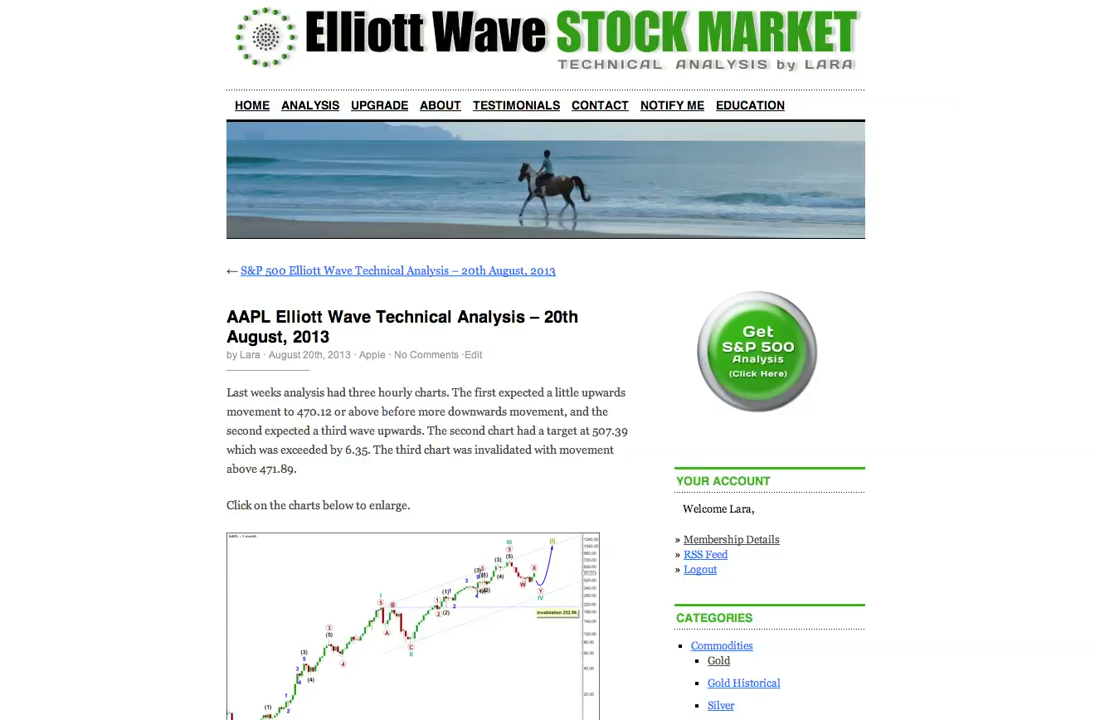 Elliott Wave STOCK MARKET
TECHNICAL ANALYSIS by LARA
HOME ANALYSIS UPGRADE ABOUT TESTIMONIALS CONTACT NOTIFY ME EDUCATION
← S&P 500 Elliott Wave Technical Analysis – 20th August, 2013
AAPL Elliott Wave Technical Analysis – 20th
August, 2013
by Lara · August 20th, 2013 · Apple · No Comments ·Edit
Last weeks analysis had three hourly charts. The first expected a little upwards
movement to 470.12 or above before more downwards movement, and the
second expected a third wave upwards. The second chart had a target at 507.39
which was exceeded by 6.35. The third chart was invalidated with movement
above 471.89.
Click on the charts below to enlarge.
AAPL - 1 month
invalidation 202.96
Get
S&P 500
Analysis
(Click Here)
YOUR ACCOUNT
Welcome Lara,
» Membership Details
» RSS Feed
» Logout
CATEGORIES
Commodities
Gold
Gold Historical
Silver